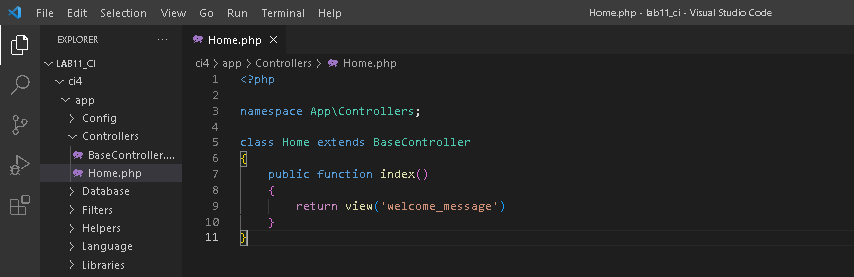 File Edit Selection View Go Run Terminal Help Home.php - lab11_ci - Visual Studio Code
EXPLORER ··· Home.php ×
LAB11_CI ci4 > app > Controllers > Home.php
ci4
app
Config
Controllers
BaseController....
Home.php
Database
Filters
Helpers
Language
Libraries
1 <?php
2
3 namespace App\Controllers;
4
5 class Home extends BaseController
6 {
7 public function index()
8 {
9 return view('welcome_message')
10 }
11 }